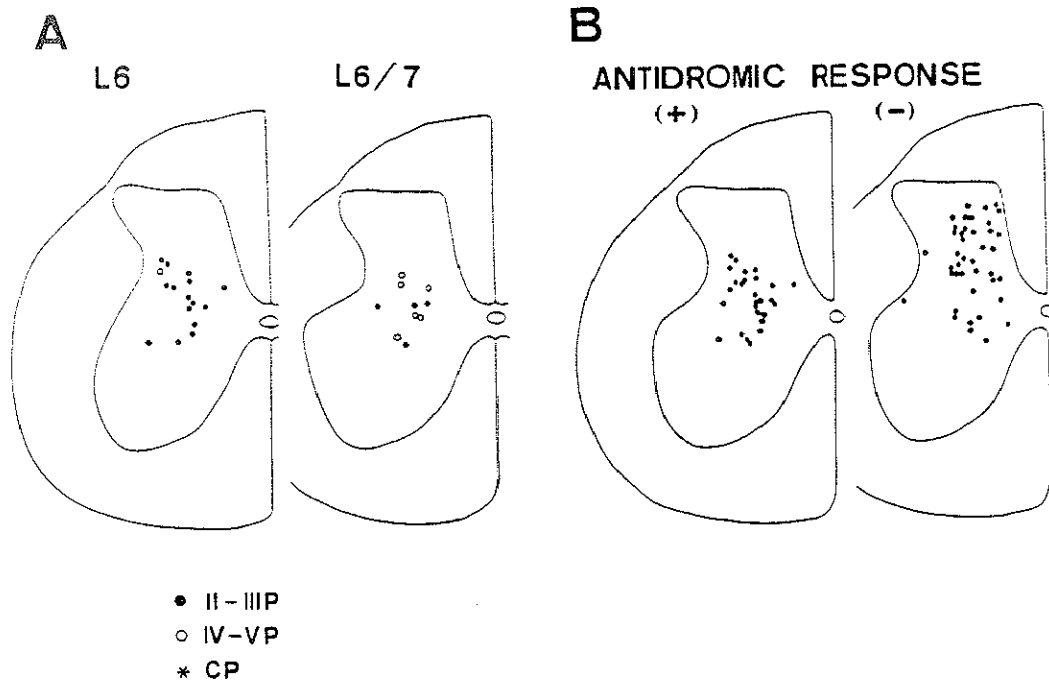 A
B
L6
L6/7
ANTIDROMIC RESPONSE
(+)
(-)
● II-IIIP
○ IV-VP
* CP